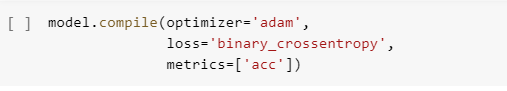 [ ] model.compile(optimizer='adam',
loss='binary_crossentropy',
metrics=['acc'])